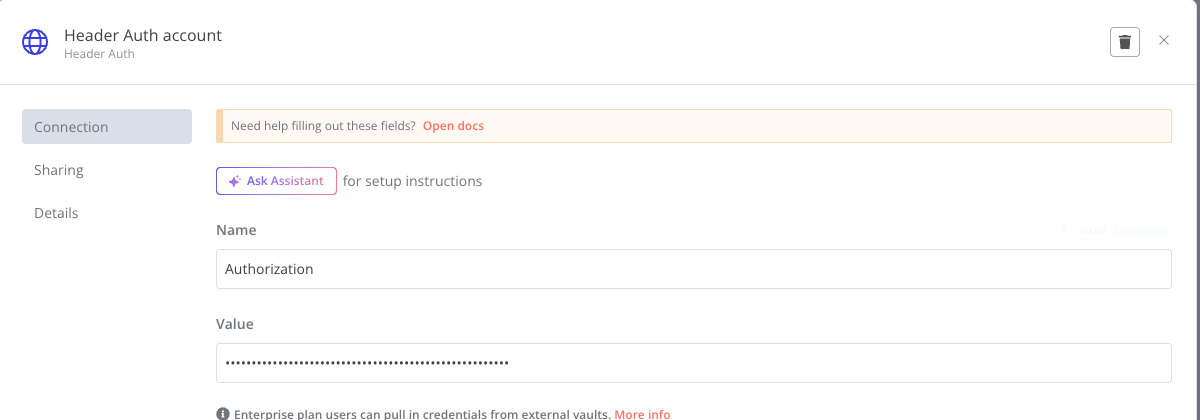 Header Auth account
Header Auth
Connection
Sharing
Details
Need help filling out these fields? Open docs
Ask Assistant for setup instructions
Name
Authorization
Value
••••••••••••••••••••••••••••••••••••••••••••••••••••••
Enterprise plan users can pull in credentials from external vaults. More info